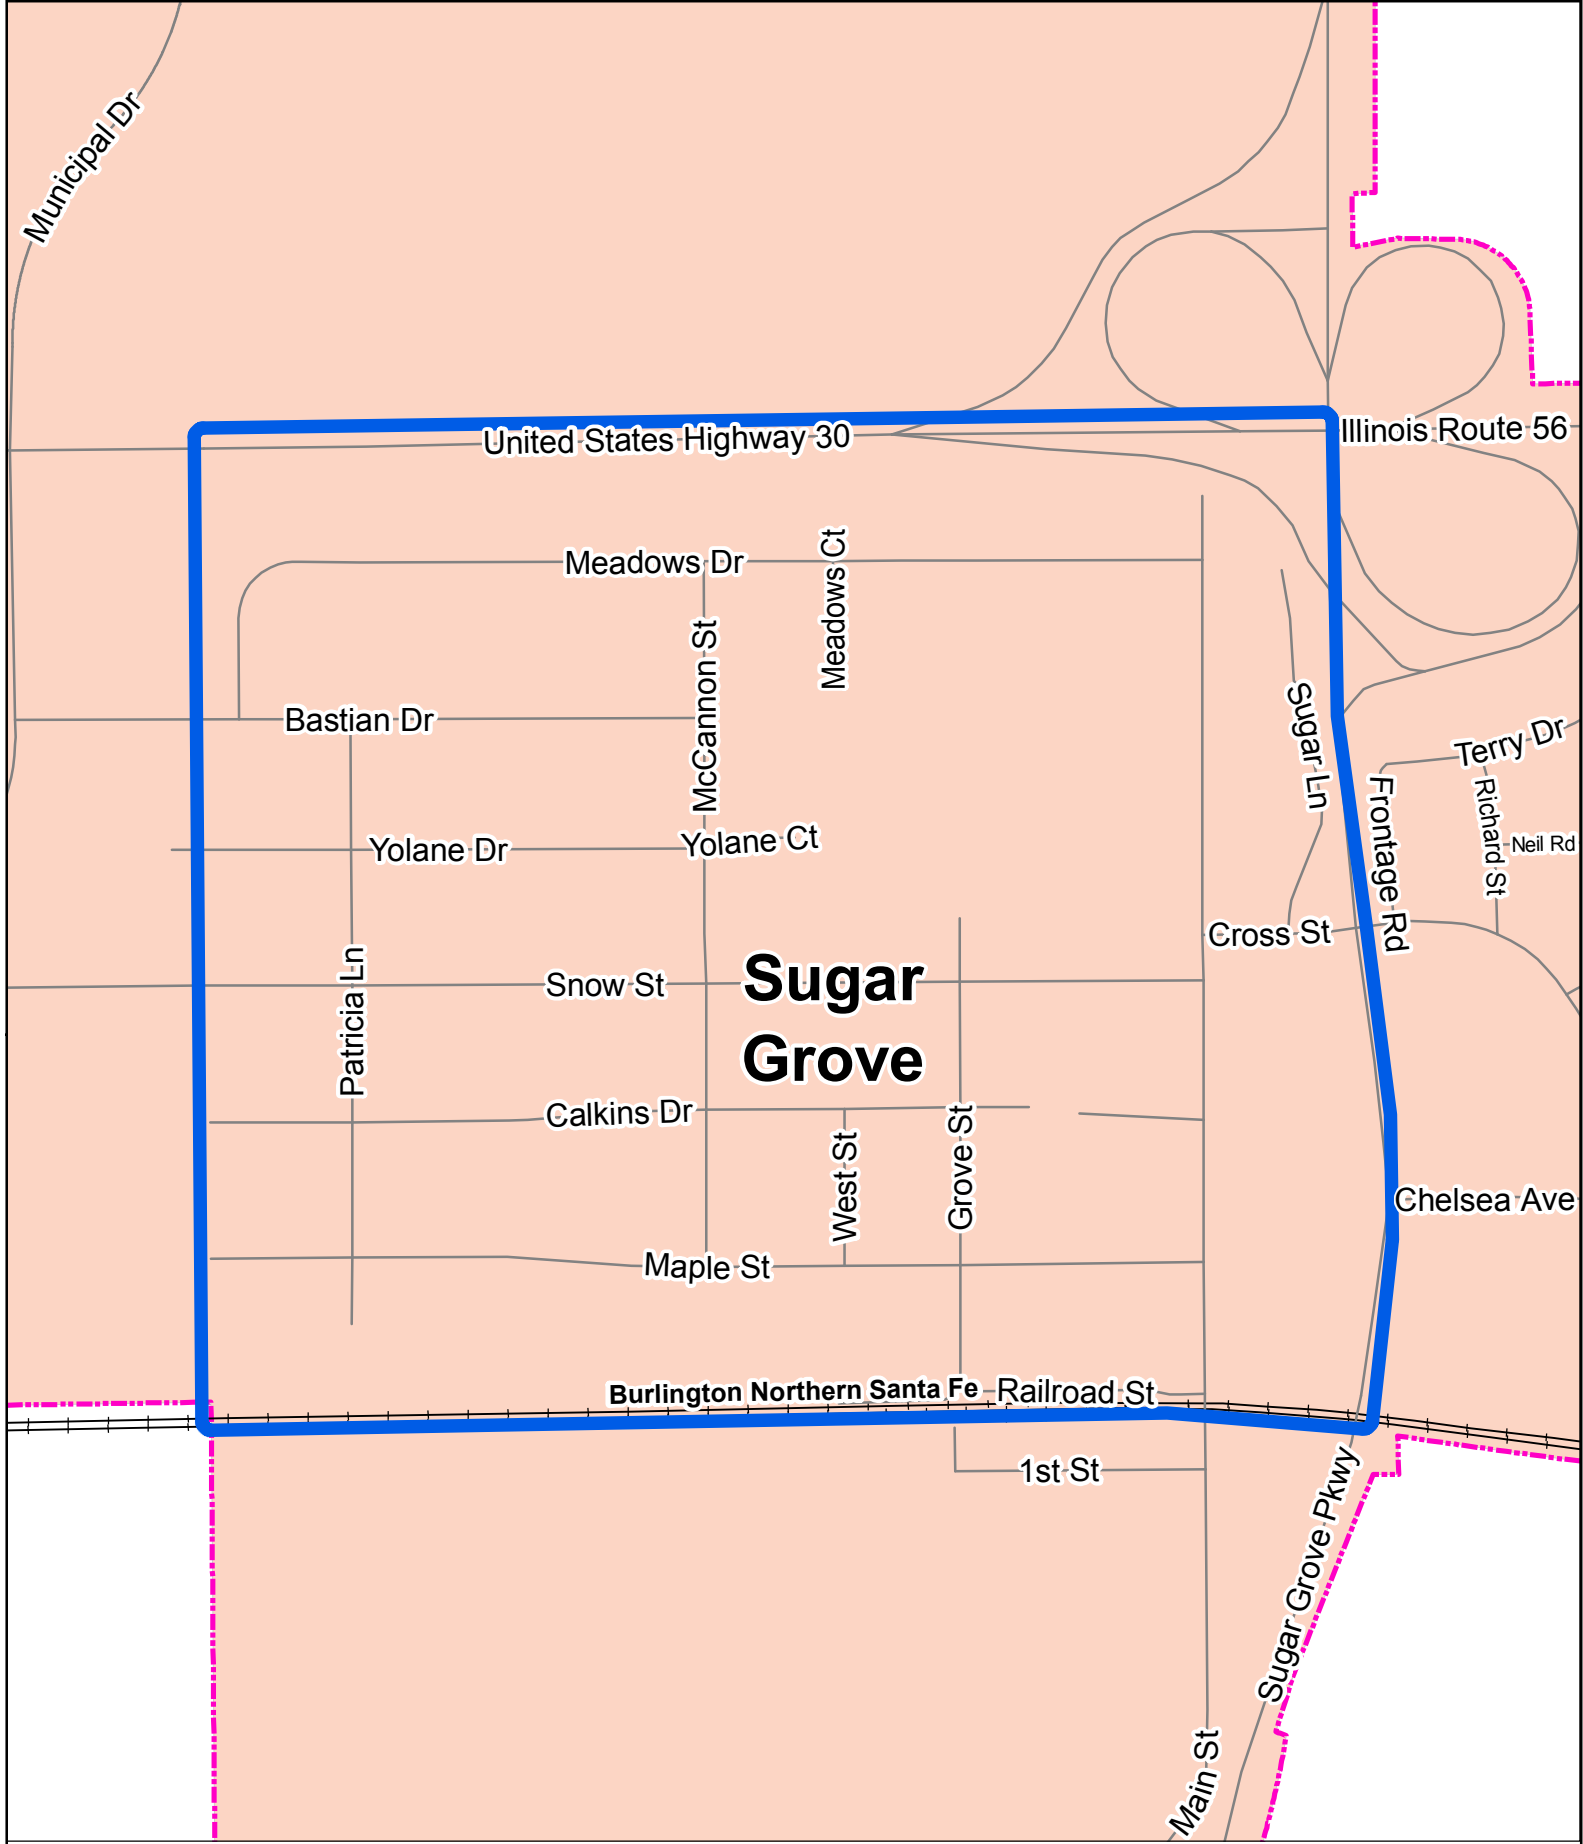 Municipal Dr
United States Highway 30
Illinois Route 56
Meadows Dr
Meadows Ct
McCannon St
Bastian Dr
Sugar Ln
Terry Dr
Frontage Rd
Richard St
Neil Rd
Yolane Dr
Yolane Ct
Cross St
Patricia Ln
Snow St
Sugar
Grove
Calkins Dr
West St
Grove St
Chelsea Ave
Maple St
Burlington Northern Santa Fe
Railroad St
1st St
Sugar Grove Pkwy
Main St